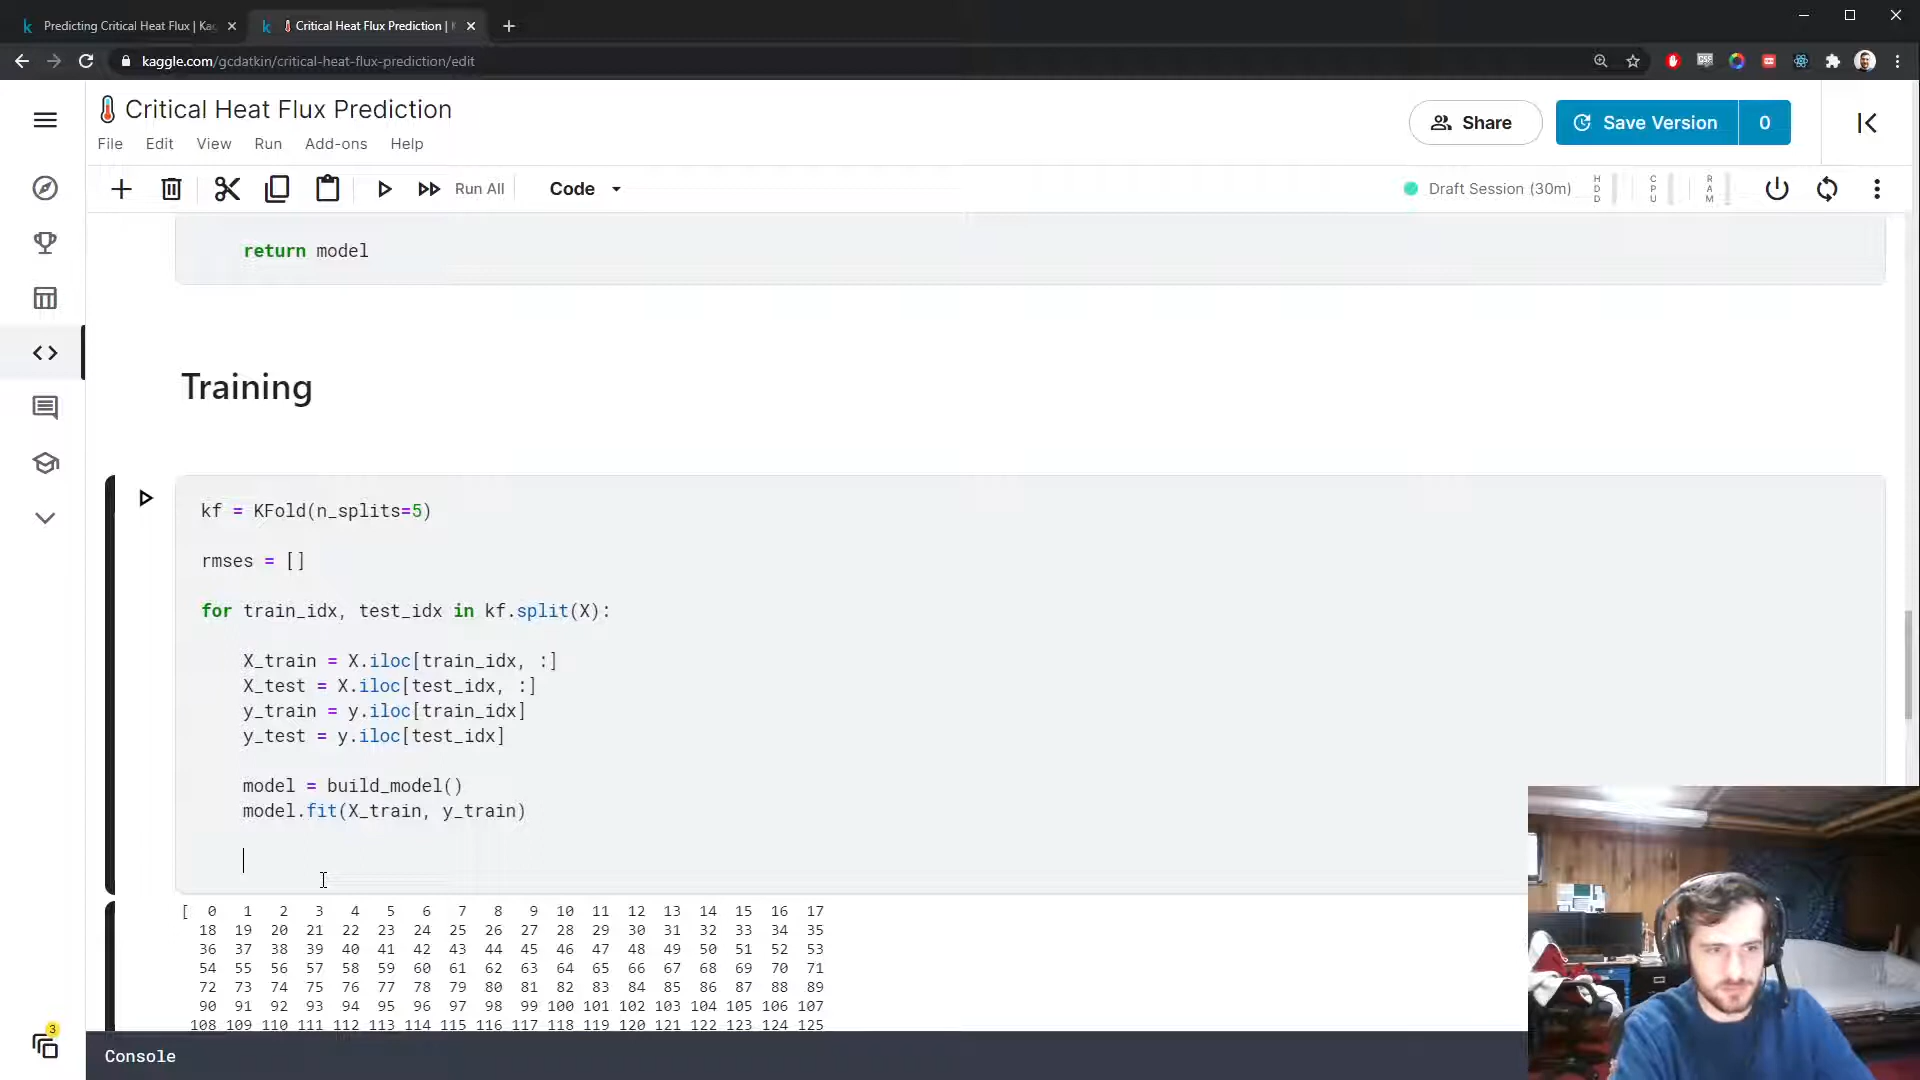 Predicting Critical Heat Flux | Ka
Critical Heat Flux Prediction |
kaggle.com/gcdatkin/critical-heat-flux-prediction/edit
Critical Heat Flux Prediction
File Edit View Run Add-ons Help
Share
Save Version 0
Run All
Code
Draft Session (30m)
HDD
CPU
RAM
return model
Training
kf = KFold(n_splits=5)
rmses = []
for train_idx, test_idx in kf.split(X):
X_train = X.iloc[train_idx, :]
X_test = X.iloc[test_idx, :]
y_train = y.iloc[train_idx]
y_test = y.iloc[test_idx]
model = build_model()
model.fit(X_train, y_train)
[ 0 1 2 3 4 5 6 7 8 9 10 11 12 13 14 15 16 17
18 19 20 21 22 23 24 25 26 27 28 29 30 31 32 33 34 35
36 37 38 39 40 41 42 43 44 45 46 47 48 49 50 51 52 53
54 55 56 57 58 59 60 61 62 63 64 65 66 67 68 69 70 71
72 73 74 75 76 77 78 79 80 81 82 83 84 85 86 87 88 89
90 91 92 93 94 95 96 97 98 99 100 101 102 103 104 105 106 107
108 109 110 111 112 113 114 115 116 117 118 119 120 121 122 123 124 125
3
Console